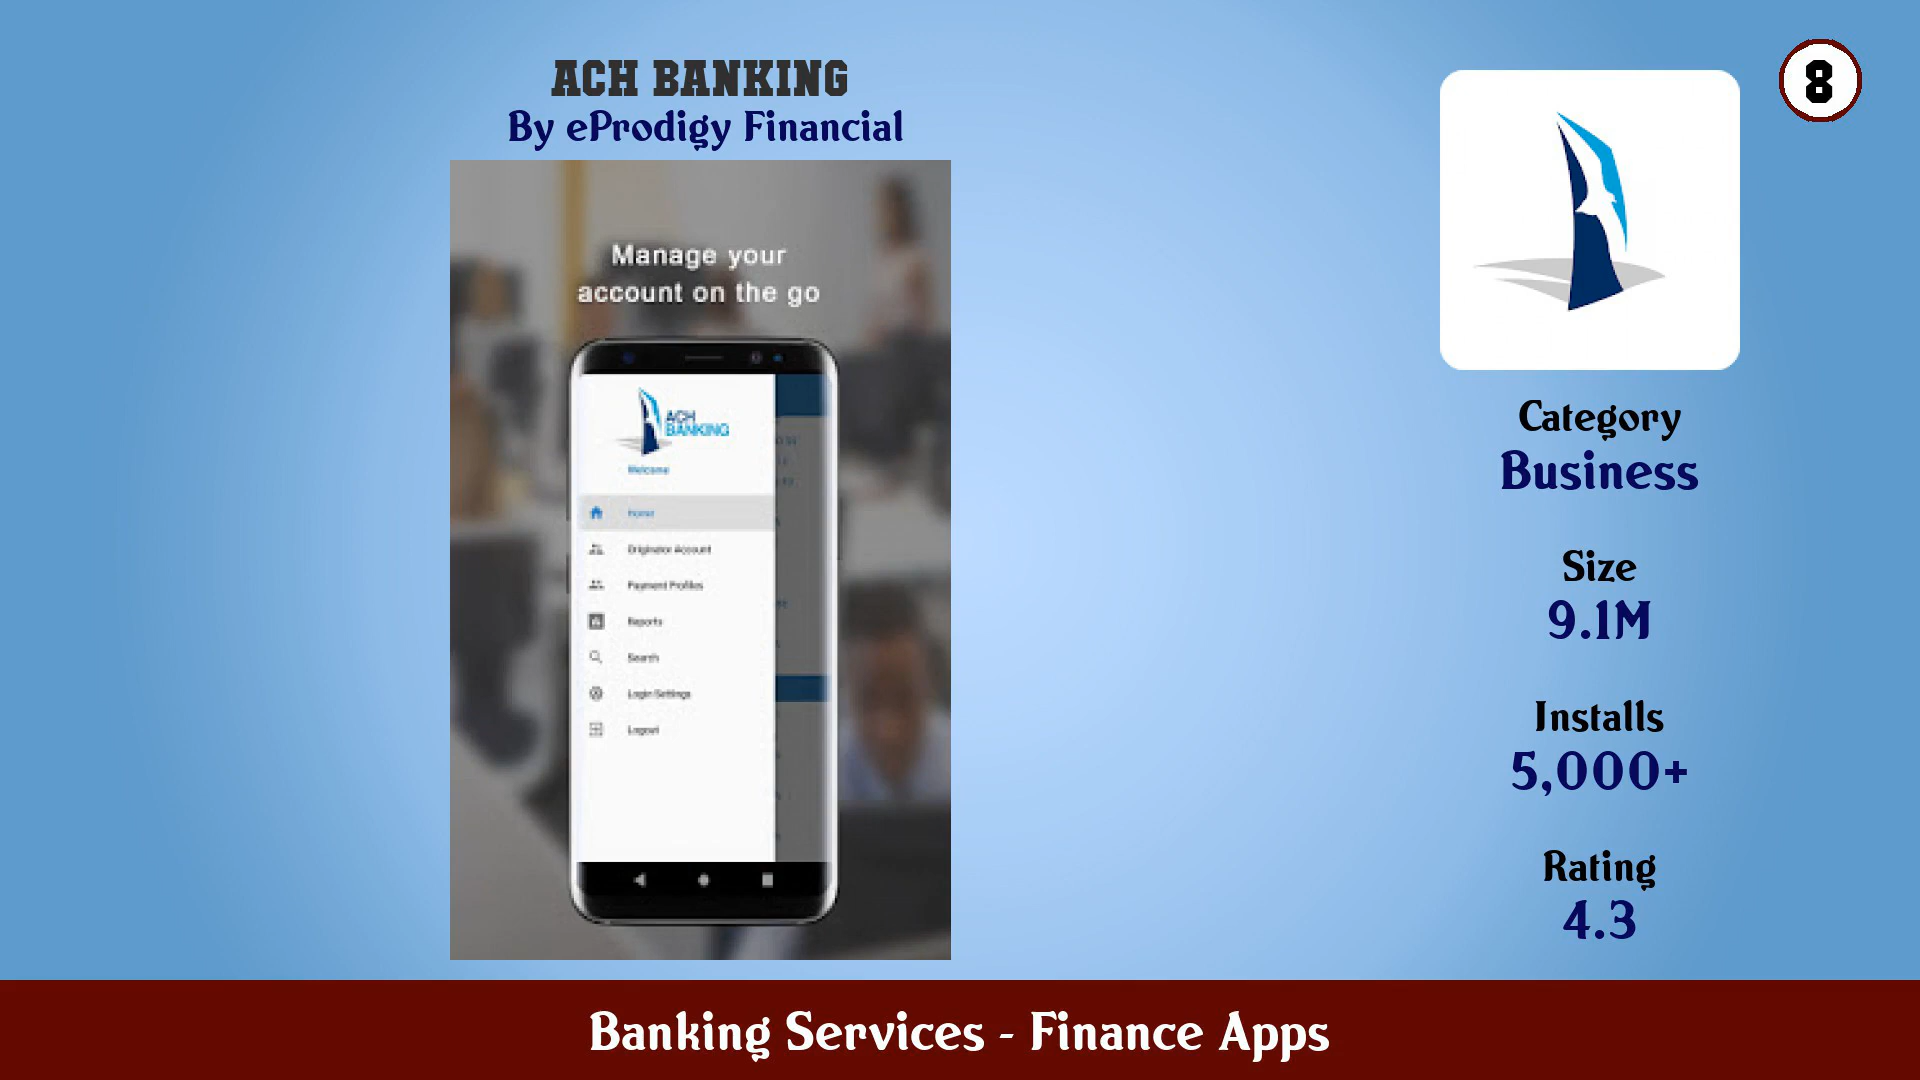 ACH BANKING
By eProdigy Financial
8
Manage your
account on the go
ACH
BANKING
Welcome
Home
Originator Account
Payment Profiles
Reports
Search
Login Settings
Logout
Category
Business
Size
9.1M
Installs
5,000+
Rating
4.3
Banking Services - Finance Apps